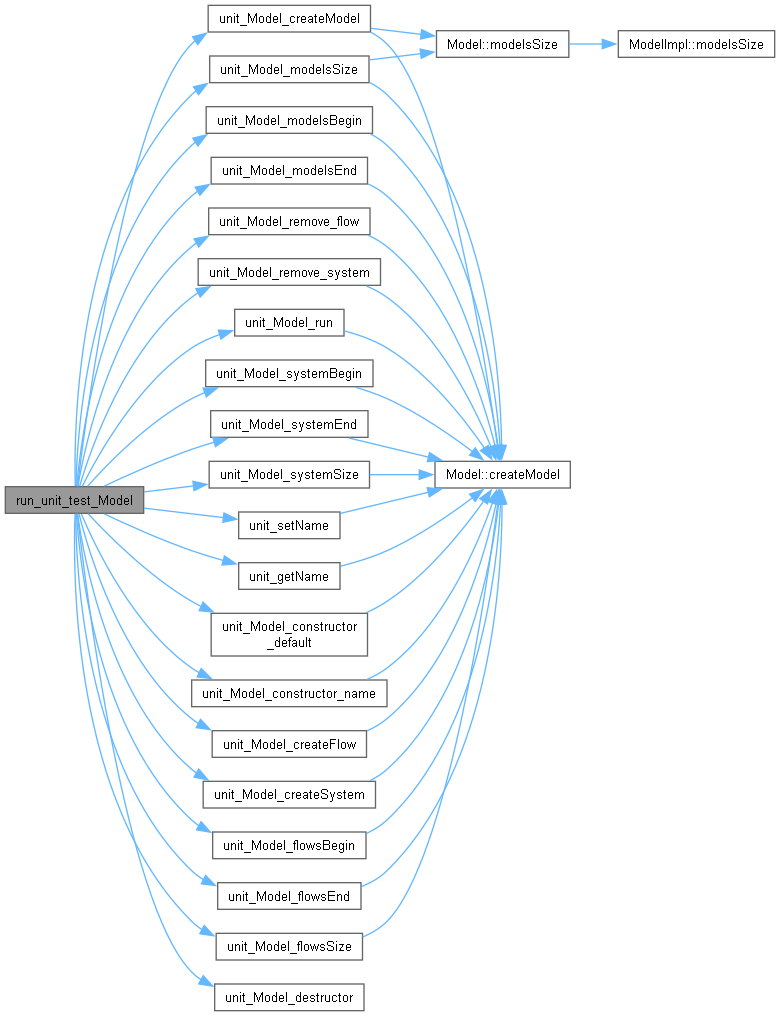 unit_Model_createModel
Model::modelsSize
ModelImpl::modelsSize
unit_Model_modelsSize
unit_Model_modelsBegin
unit_Model_modelsEnd
unit_Model_remove_flow
unit_Model_remove_system
unit_Model_run
unit_Model_systemBegin
unit_Model_systemEnd
unit_Model_systemSize
Model::createModel
run_unit_test_Model
unit_setName
unit_getName
unit_Model_constructor
_default
unit_Model_constructor_name
unit_Model_createFlow
unit_Model_createSystem
unit_Model_flowsBegin
unit_Model_flowsEnd
unit_Model_flowsSize
unit_Model_destructor